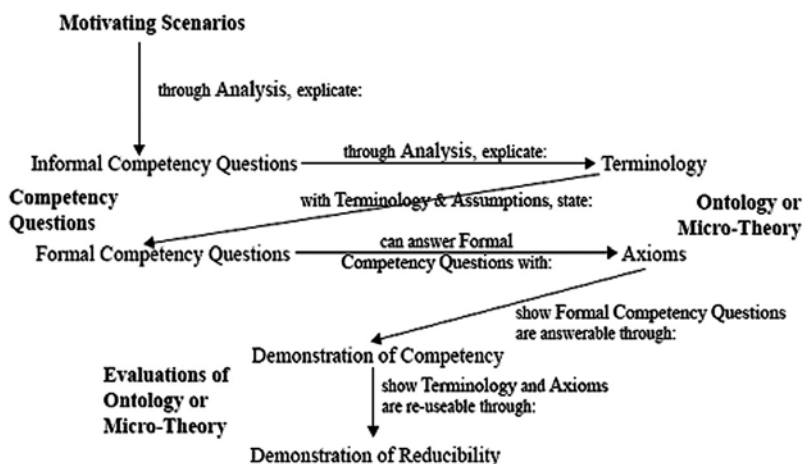 Motivating Scenarios
through Analysis, explicate:
Informal Competency Questions
through Analysis, explicate:
Terminology
Competency
Questions
with Terminology & Assumptions, state:
Ontology or
Micro-Theory
Formal Competency Questions
can answer Formal
Competency Questions with:
Axioms
show Formal Competency Questions
are answerable through:
Demonstration of Competency
Evaluations of
Ontology or
Micro-Theory
show Terminology and Axioms
are re-useable through:
Demonstration of Reducibility